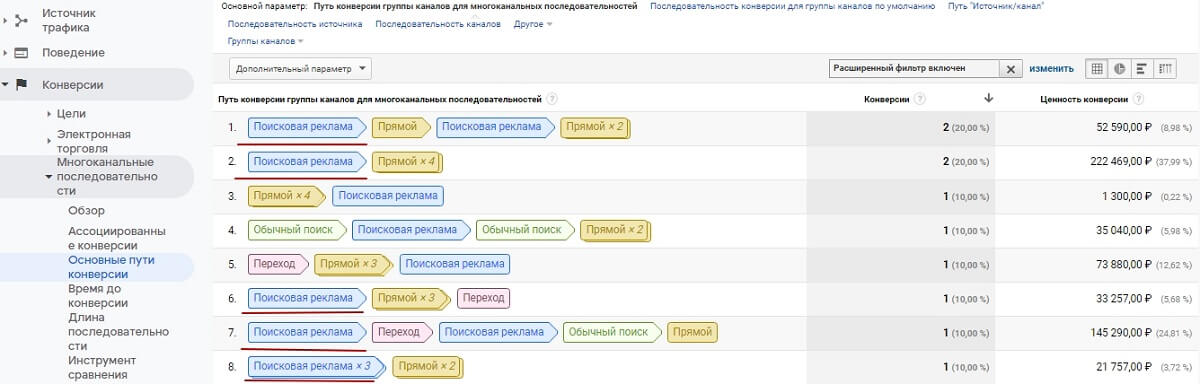 Источник
трафика
Поведение
Конверсии
Цели
Электронная
торговля
Многоканальные
последовательно
сти
Обзор
Ассоциированны
е конверсии
Основные пути
конверсии
Время до
конверсии
Длина
последовательно
сти
Инструмент
сравнения
Основной параметр: Путь конверсии группы каналов для многоканальных последовательностей Последовательность конверсии для группы каналов по умолчанию Путь "Источник/канал"
Последовательность источника Последовательность каналов Другое
Группы каналов
Дополнительный параметр Расширенный фильтр включен изменить
Путь конверсии группы каналов для многоканальных последовательностей ? Конверсии ? Ценность конверсии ?
1. Поисковая реклама Прямой Поисковая реклама Прямой × 2 2 (20,00 %) 52 590,00 ₽ (8,98 %)
2. Поисковая реклама Прямой × 4 2 (20,00 %) 222 469,00 ₽ (37,99 %)
3. Прямой × 4 Поисковая реклама 1 (10,00 %) 1 300,00 ₽ (0,22 %)
4. Обычный поиск Поисковая реклама Обычный поиск Прямой × 2 1 (10,00 %) 35 040,00 ₽ (5,98 %)
5. Переход Прямой × 3 Поисковая реклама 1 (10,00 %) 73 880,00 ₽ (12,62 %)
6. Поисковая реклама Прямой × 3 Переход 1 (10,00 %) 33 257,00 ₽ (5,68 %)
7. Поисковая реклама Переход Поисковая реклама Обычный поиск Прямой 1 (10,00 %) 145 290,00 ₽ (24,81 %)
8. Поисковая реклама × 3 Прямой × 2 1 (10,00 %) 21 757,00 ₽ (3,72 %)